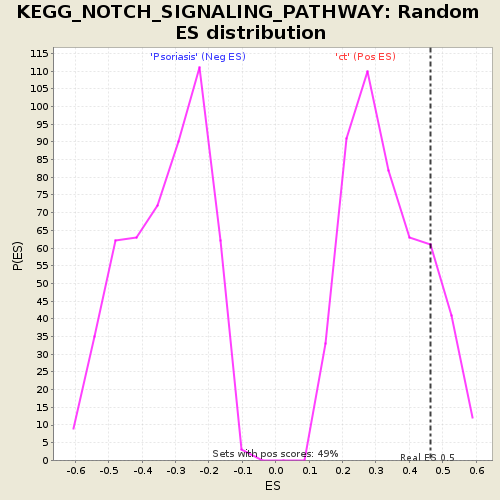 KEGG_NOTCH_SIGNALING_PATHWAY: Random
ES distribution
'Psoriasis' (Neg ES)
'ct' (Pos ES)
115
110
105
100
95
90
85
80
75
70
65
60
55
50
45
40
35
30
25
20
15
10
5
0
P(ES)
Sets with pos scores: 49%
Real ES 0.5
-0.6 -0.5 -0.4 -0.3 -0.2 -0.1 0.0 0.1 0.2 0.3 0.4 0.5 0.6
ES